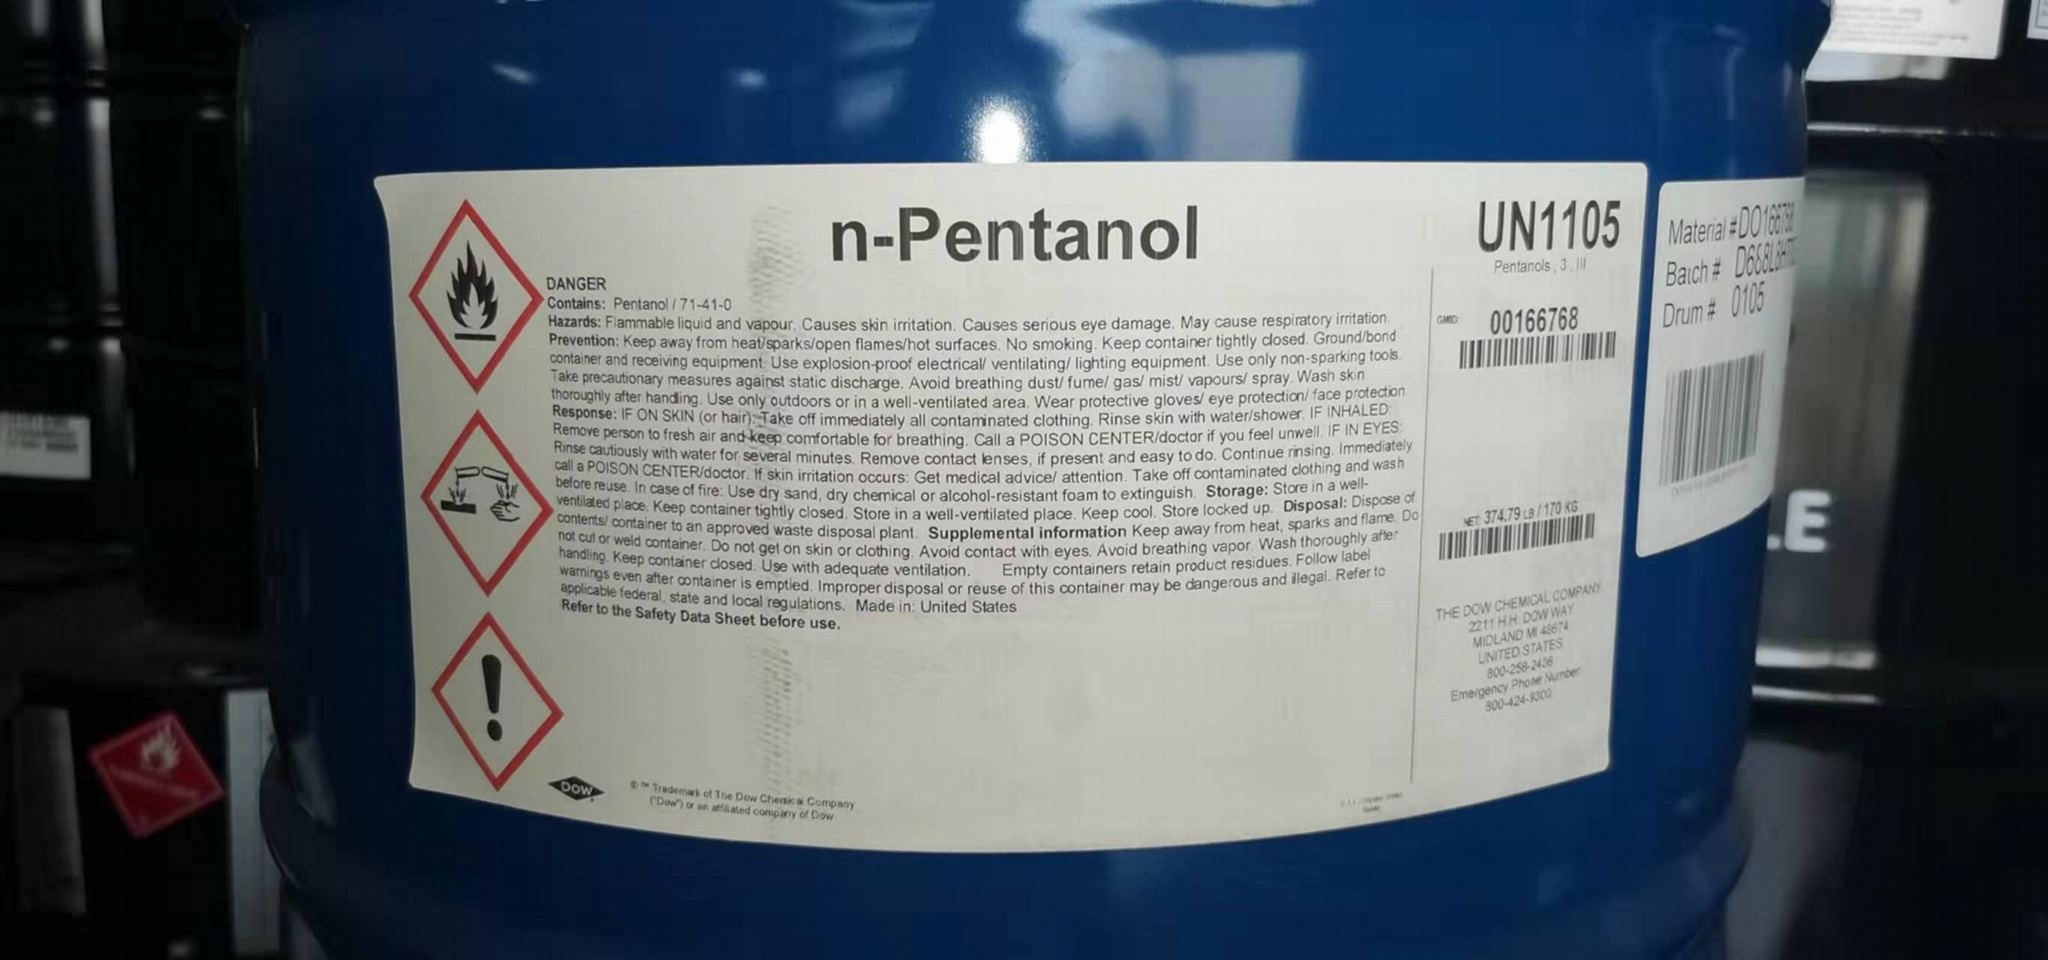 n-Pentanol
DANGER
Contains: Pentanol / 71-41-0
Hazards: Flammable liquid and vapour. Causes skin irritation. Causes serious eye damage. May cause respiratory irritation.
Prevention: Keep away from heat/sparks/open flames/hot surfaces. No smoking. Keep container tightly closed. Ground/bond
container and receiving equipment. Use explosion-proof electrical/ ventilating/ lighting equipment. Use only non-sparking tools.
Take precautionary measures against static discharge. Avoid breathing dust/ fume/ gas/ mist/ vapours/ spray. Wash skin
thoroughly after handling. Use only outdoors or in a well-ventilated area. Wear protective gloves/ eye protection/ face protection.
Response: IF ON SKIN (or hair): Take off immediately all contaminated clothing. Rinse skin with water/shower. IF INHALED:
Remove person to fresh air and keep comfortable for breathing. Call a POISON CENTER/doctor if you feel unwell. IF IN EYES:
Rinse cautiously with water for several minutes. Remove contact lenses, if present and easy to do. Continue rinsing. Immediately
call a POISON CENTER/doctor. If skin irritation occurs: Get medical advice/ attention. Take off contaminated clothing and wash
before reuse. In case of fire: Use dry sand, dry chemical or alcohol-resistant foam to extinguish. Storage: Store in a well-
ventilated place. Keep container tightly closed. Store in a well-ventilated place. Keep cool. Store locked up. Disposal: Dispose of
contents/ container to an approved waste disposal plant. Supplemental information Keep away from heat, sparks and flame. Do
not cut or weld container. Do not get on skin or clothing. Avoid contact with eyes. Avoid breathing vapor. Wash thoroughly after
handling. Keep container closed. Use with adequate ventilation. Empty containers retain product residues. Follow label
warnings even after container is emptied. Improper disposal or reuse of this container may be dangerous and illegal. Refer to
applicable federal, state and local regulations. Made in: United States
Refer to the Safety Data Sheet before use.
DOW
® ™ Trademark of The Dow Chemical Company
("Dow") or an affiliated company of Dow
UN1105
Pentanols , 3 , III
GMID: 00166768
NET: 374.79 LB / 170 KG
THE DOW CHEMICAL COMPANY
2211 H.H. DOW WAY
MIDLAND MI 48674
UNITED STATES
800-258-2436
Emergency Phone Number:
800-424-9300
Material #DO166768
Batch #
Drum # 0105
LE